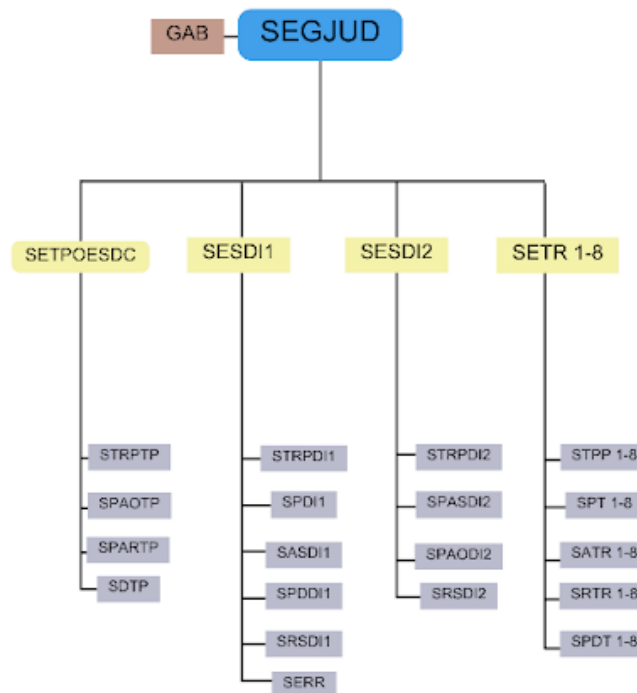 GAB
SEGJUD
SETPOESDC
SESDI1
SESDI2
SETR 1-8
STRPTP
SPAOTP
SPARTP
SDTP
STRPDI1
SPDI1
SASDI1
SPDDI1
SRSDI1
SERR
STRPDI2
SPASDI2
SPAODI2
SRSDI2
STPP 1-8
SPT 1-8
SATR 1-8
SRTR 1-8
SPDT 1-8